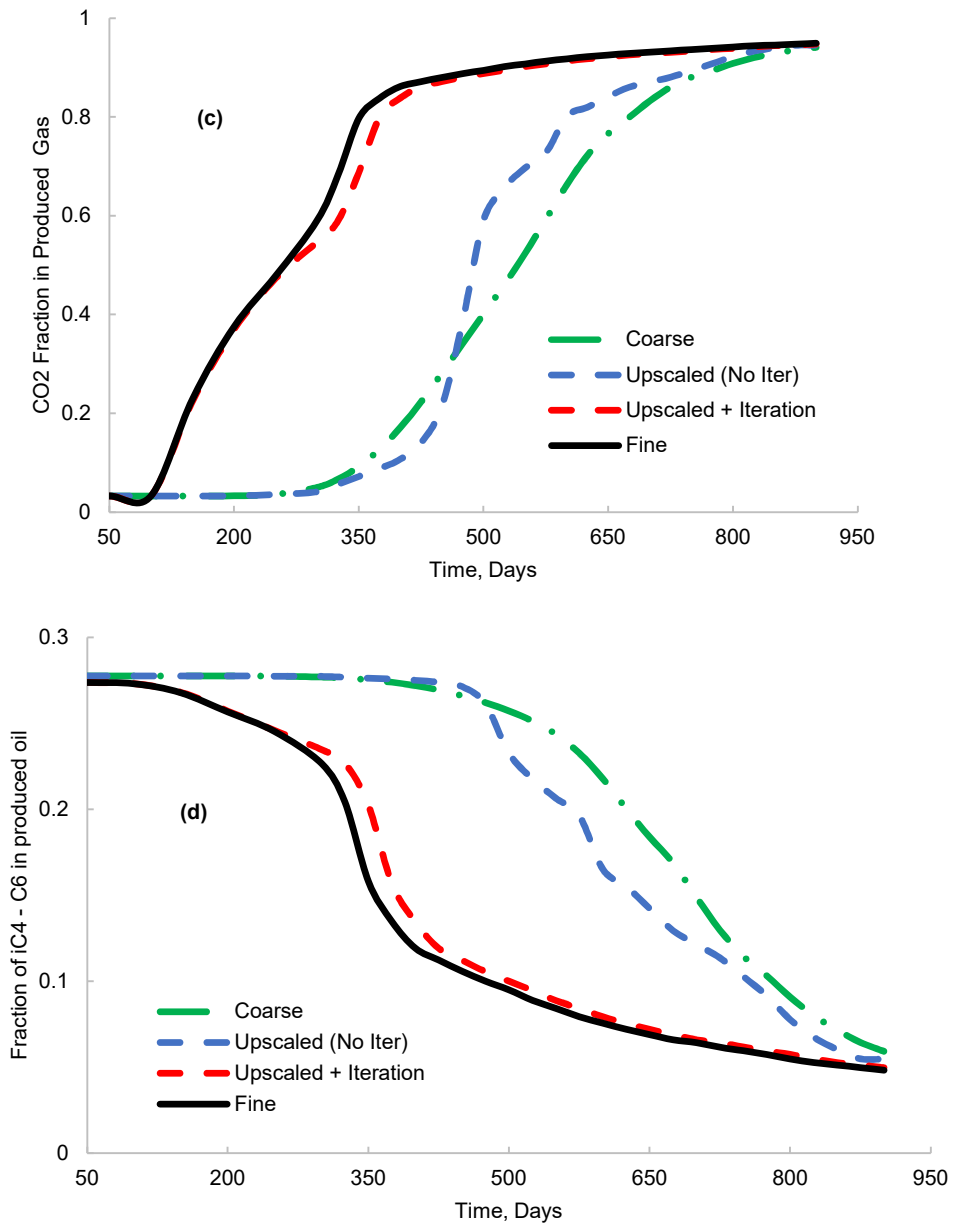 1
0.8
0.6
0.4
0.2
0
CO2 Fraction in Produced  Gas
(c)
Coarse
Upscaled (No Iter)
Upscaled + Iteration
Fine
50 200 350 500 650 800 950
Time, Days
0.3
0.2
0.1
0
Fraction of iC4 - C6 in produced oil
(d)
Coarse
Upscaled (No Iter)
Upscaled + Iteration
Fine
50 200 350 500 650 800 950
Time, Days